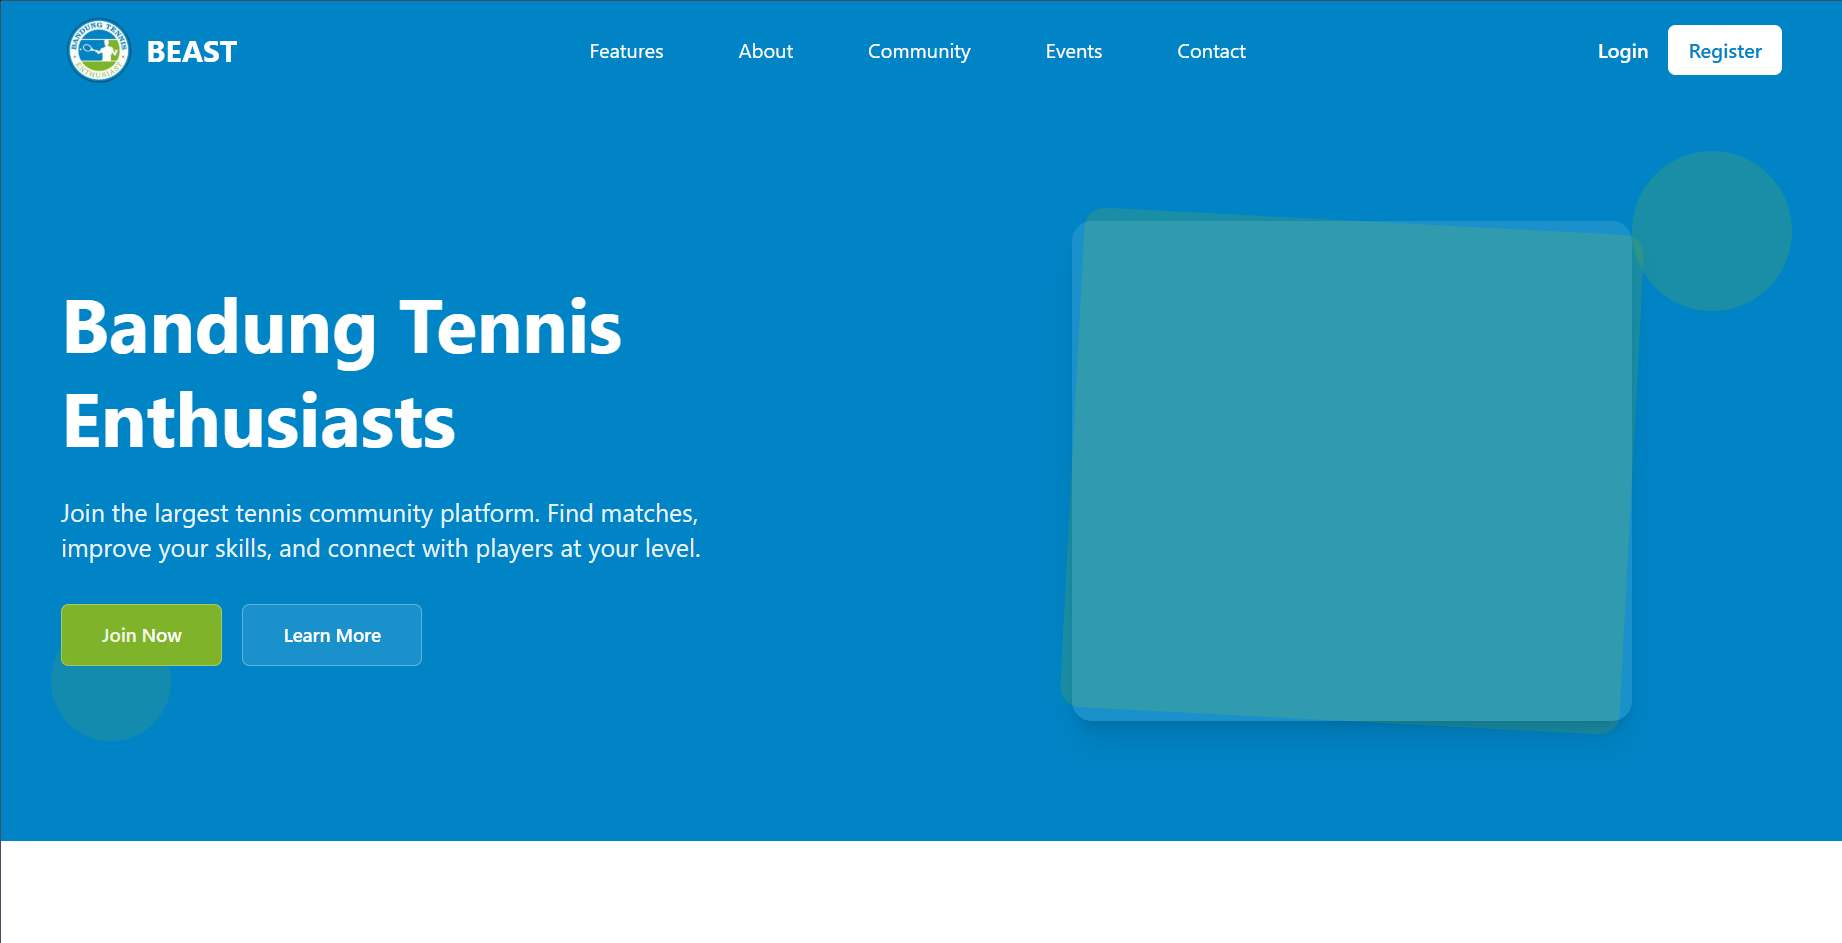 BANDUNG TENNIS
ENTHUSIAST
BEAST
Features
About
Community
Events
Contact
Login
Register
Bandung Tennis
Enthusiasts
Join the largest tennis community platform. Find matches,
improve your skills, and connect with players at your level.
Join Now
Learn More